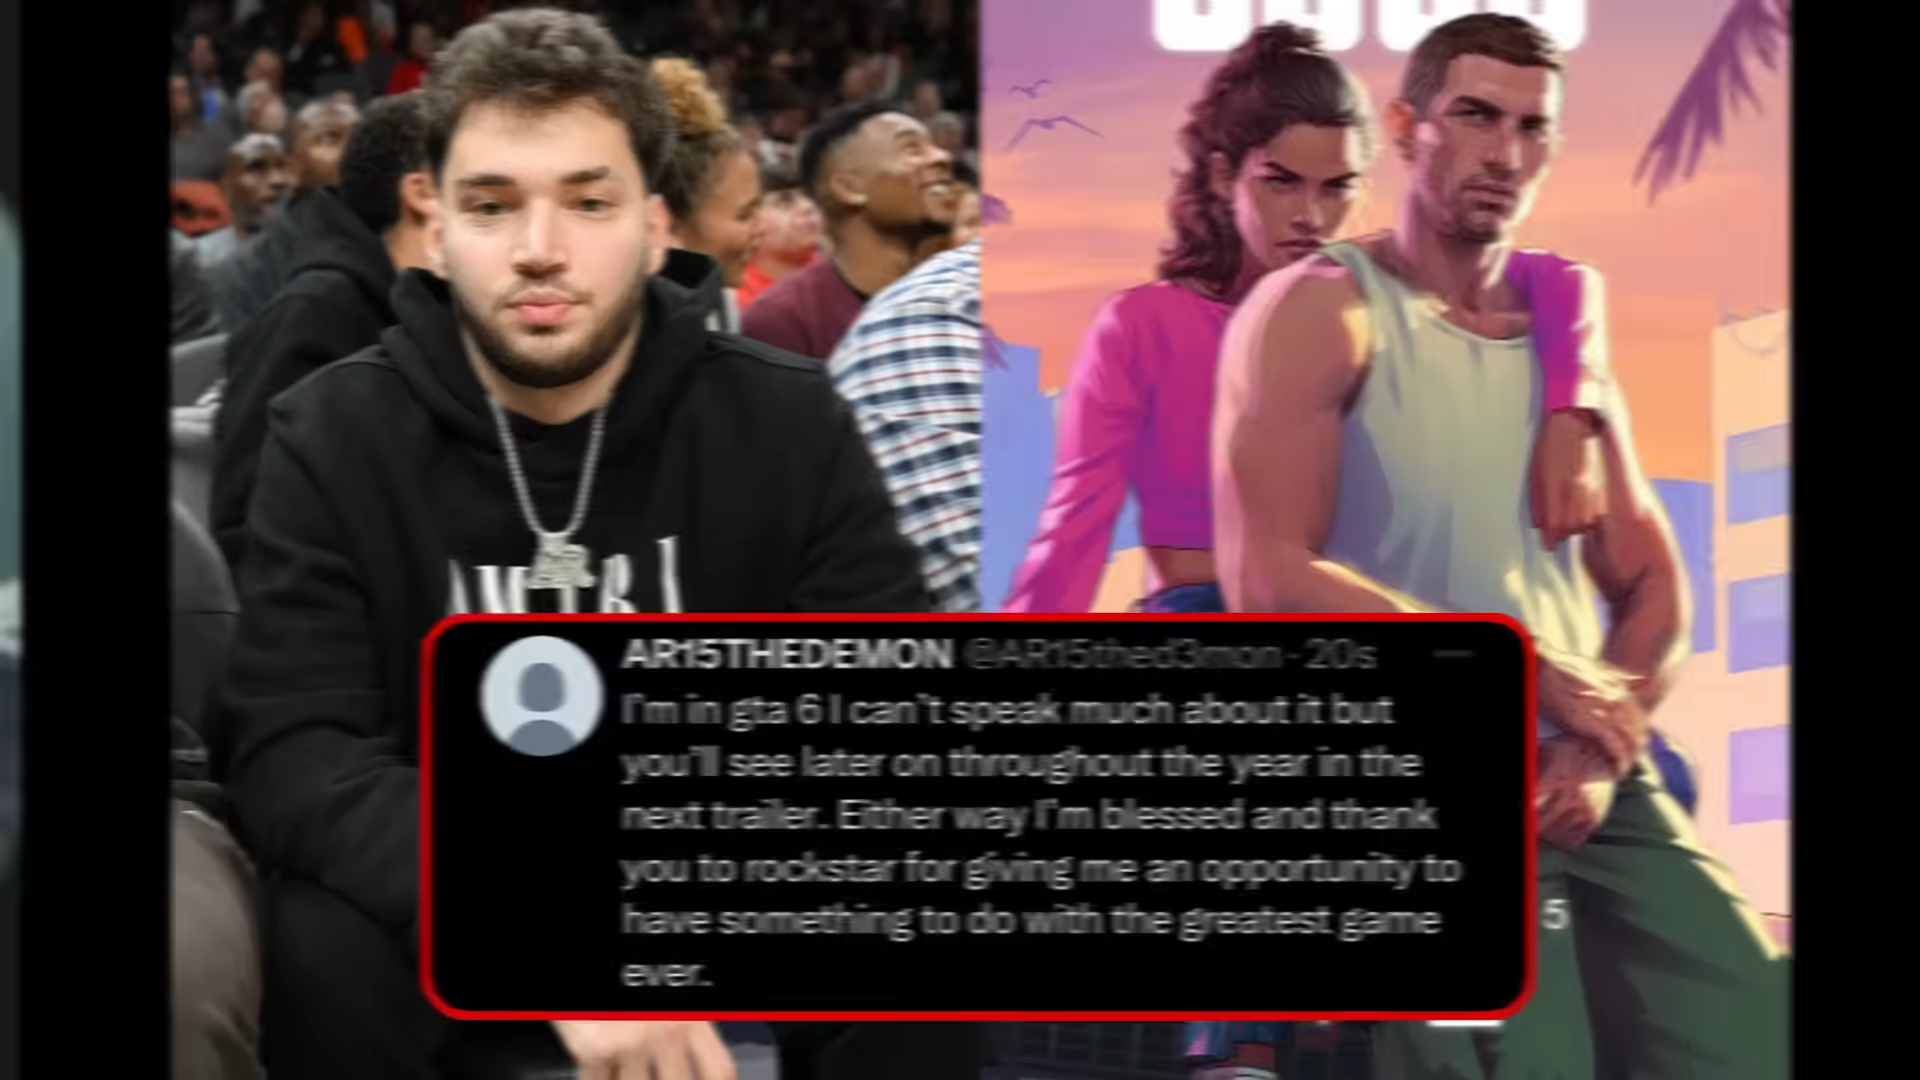 AR15THEDEMON @AR15thed3mon · 20s
I'm in gta 6 I can't speak much about it but
you'll see later on throughout the year in the
next trailer. Either way I'm blessed and thank
you to rockstar for giving me an opportunity to
have something to do with the greatest game
ever.
5